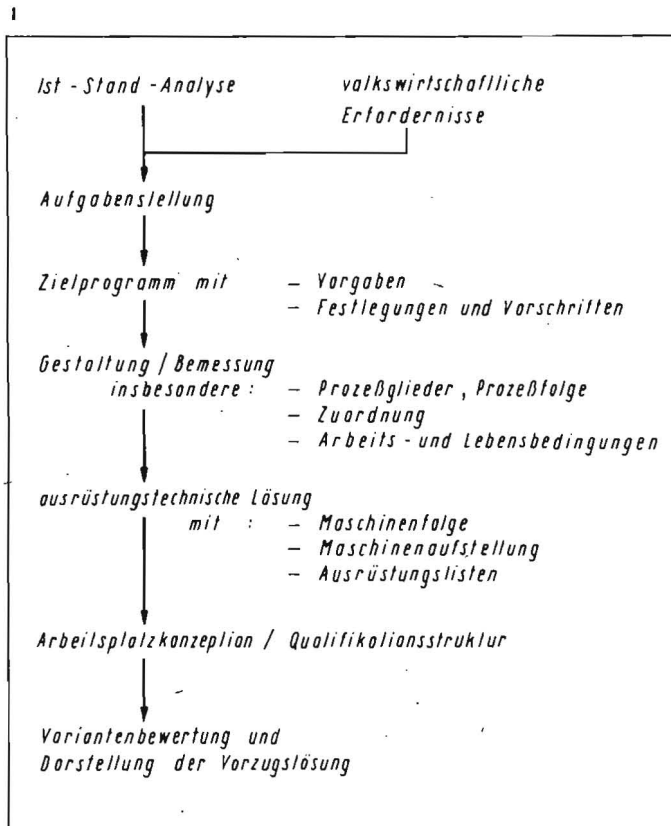 1
Ist - Stand - Analyse
volkswirtschaftliche
Erfordernisse
Aufgabenstellung
Zielprogramm mit
– Vorgaben
– Festlegungen und Vorschriften
Gestaltung / Bemessung
insbesondere :
– Prozeßglieder , Prozeßfolge
– Zuordnung
– Arbeits - und Lebensbedingungen
ausrüstungstechnische Lösung
mit :
– Maschinenfolge
– Maschinenaufstellung
– Ausrüstungslisten
Arbeitsplatzkonzeption / Qualifikationsstruktur
Variantenbewertung und
Darstellung der Vorzugslösung